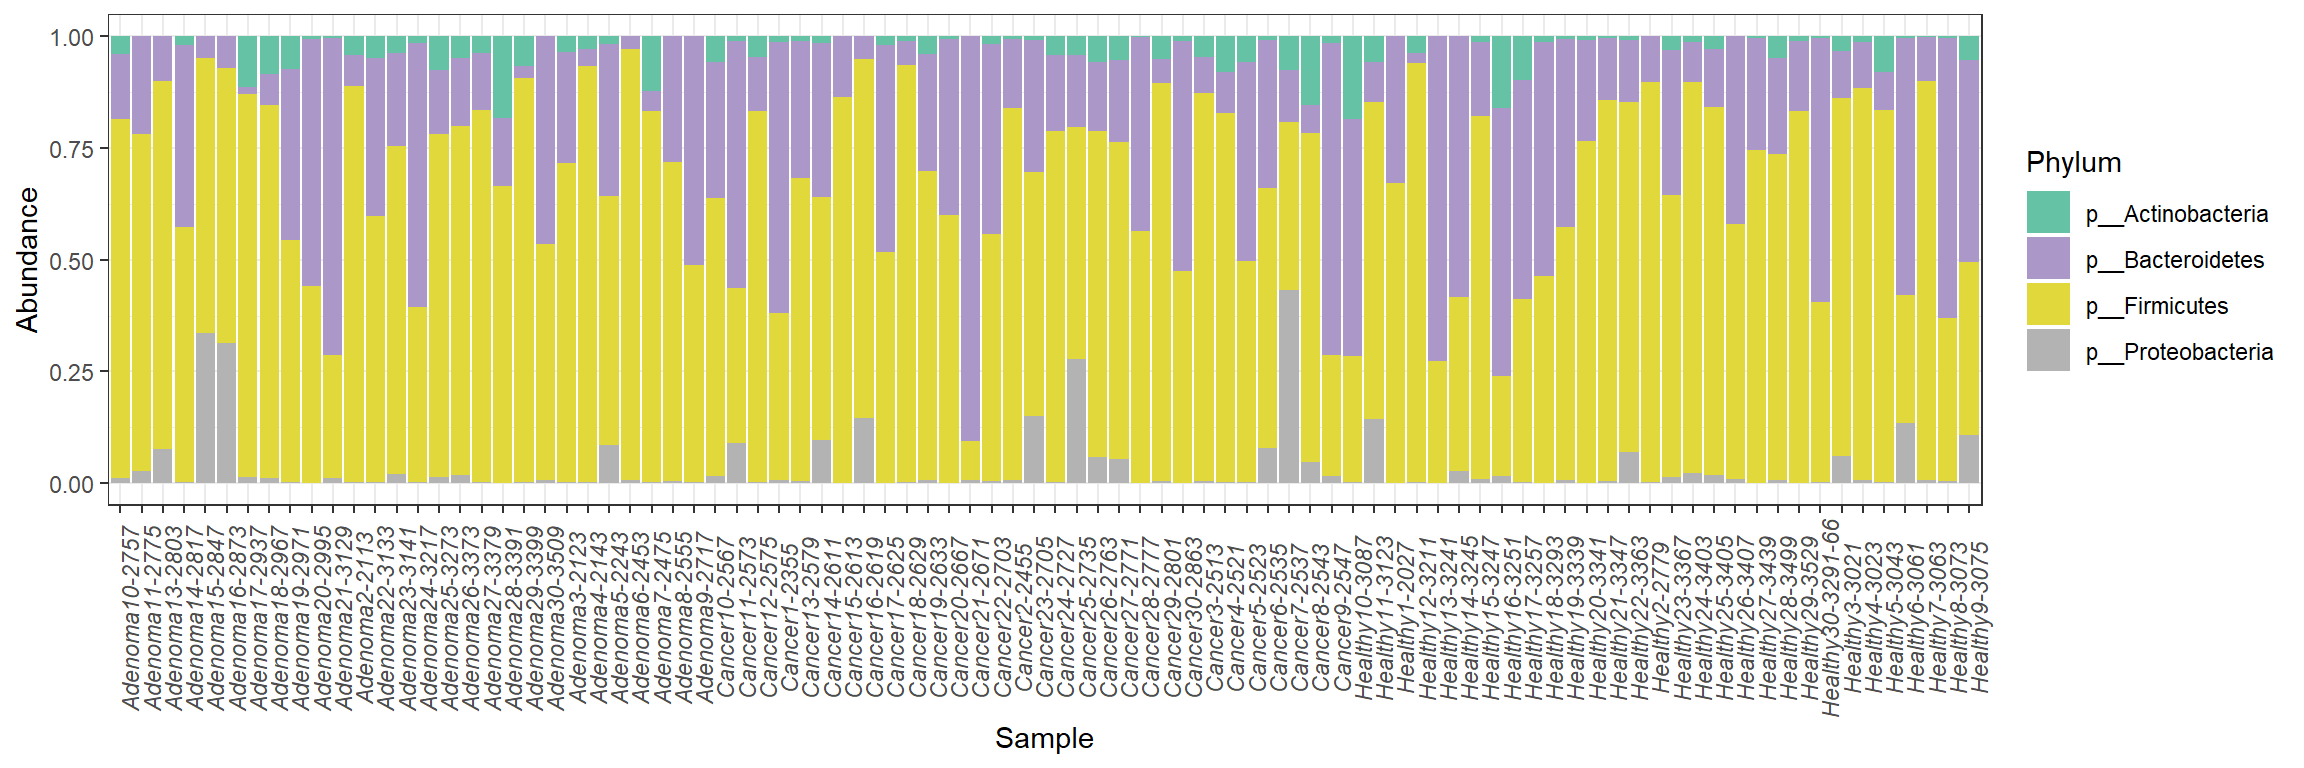 1.00
0.75
0.50
0.25
0.00
Abundance
Adenoma10-2757
Adenoma11-2775
Adenoma13-2803
Adenoma14-2817
Adenoma15-2847
Adenoma16-2873
Adenoma17-2937
Adenoma18-2967
Adenoma19-2971
Adenoma20-2995
Adenoma21-3129
Adenoma2-2113
Adenoma22-3133
Adenoma23-3141
Adenoma24-3217
Adenoma25-3273
Adenoma26-3373
Adenoma27-3379
Adenoma28-3391
Adenoma29-3399
Adenoma30-3509
Adenoma3-2123
Adenoma4-2143
Adenoma5-2243
Adenoma6-2453
Adenoma7-2475
Adenoma8-2555
Adenoma9-2717
Cancer10-2567
Cancer11-2573
Cancer12-2575
Cancer1-2355
Cancer13-2579
Cancer14-2611
Cancer15-2613
Cancer16-2619
Cancer17-2625
Cancer18-2629
Cancer19-2633
Cancer20-2667
Cancer21-2671
Cancer22-2703
Cancer2-2455
Cancer23-2705
Cancer24-2727
Cancer25-2735
Cancer26-2763
Cancer27-2771
Cancer28-2777
Cancer29-2801
Cancer30-2863
Cancer3-2513
Cancer4-2521
Cancer5-2523
Cancer6-2535
Cancer7-2537
Cancer8-2543
Cancer9-2547
Healthy10-3087
Healthy11-3123
Healthy1-2027
Healthy12-3211
Healthy13-3241
Healthy14-3245
Healthy15-3247
Healthy16-3251
Healthy17-3257
Healthy18-3293
Healthy19-3339
Healthy20-3341
Healthy21-3347
Healthy22-3363
Healthy2-2779
Healthy23-3367
Healthy24-3403
Healthy25-3405
Healthy26-3407
Healthy27-3439
Healthy28-3499
Healthy29-3529
Healthy30-3291-66
Healthy3-3021
Healthy4-3023
Healthy5-3043
Healthy6-3061
Healthy7-3063
Healthy8-3073
Healthy9-3075
Sample
Phylum
p__Actinobacteria
p__Bacteroidetes
p__Firmicutes
p__Proteobacteria